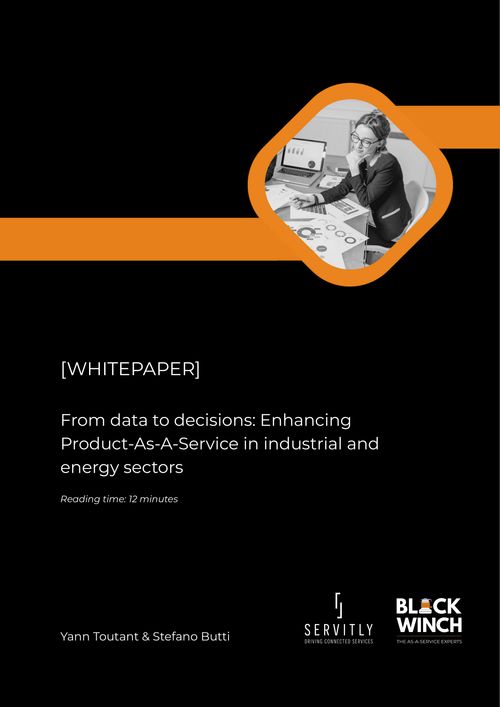 [WHITEPAPER]
From data to decisions: Enhancing
Product-As-A-Service in industrial and
energy sectors
Reading time: 12 minutes
Yann Toutant & Stefano Butti
SERVITLY
DRIVING CONNECTED SERVICES
BLACK
WINCH
THE AS-A-SERVICE EXPERTS